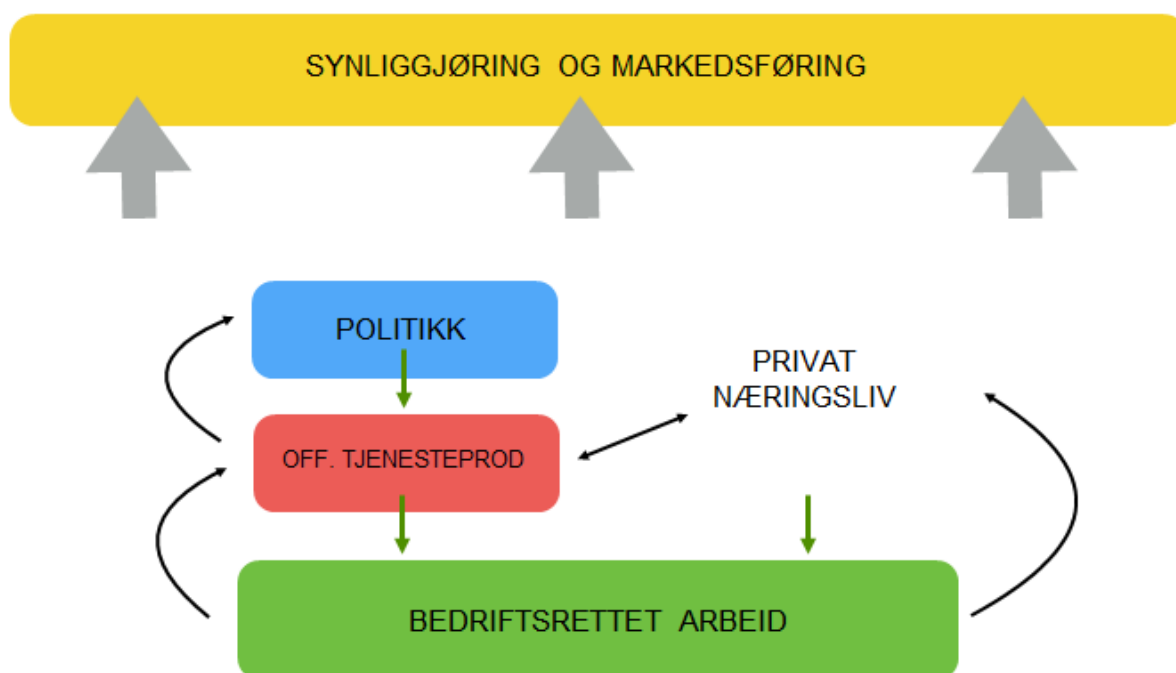 SYNLIGGJØRING OG MARKEDSFØRING
POLITIKK
PRIVAT
NÆRINGSLIV
OFF. TJENESTEPROD
BEDRIFTSRETTET ARBEID